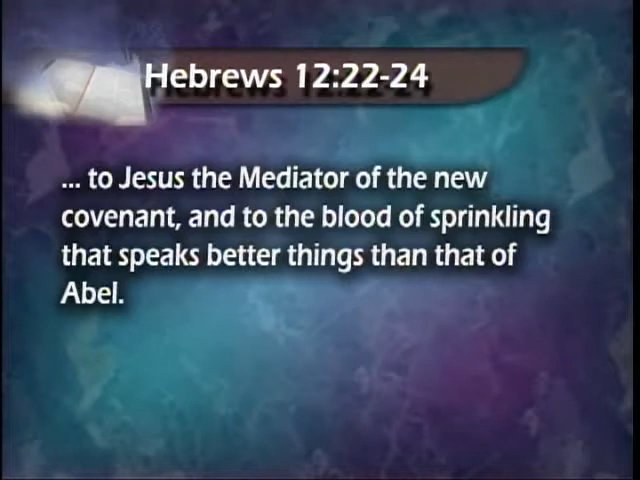 Hebrews 12:22-24
... to Jesus the Mediator of the new
covenant, and to the blood of sprinkling
that speaks better things than that of
Abel.